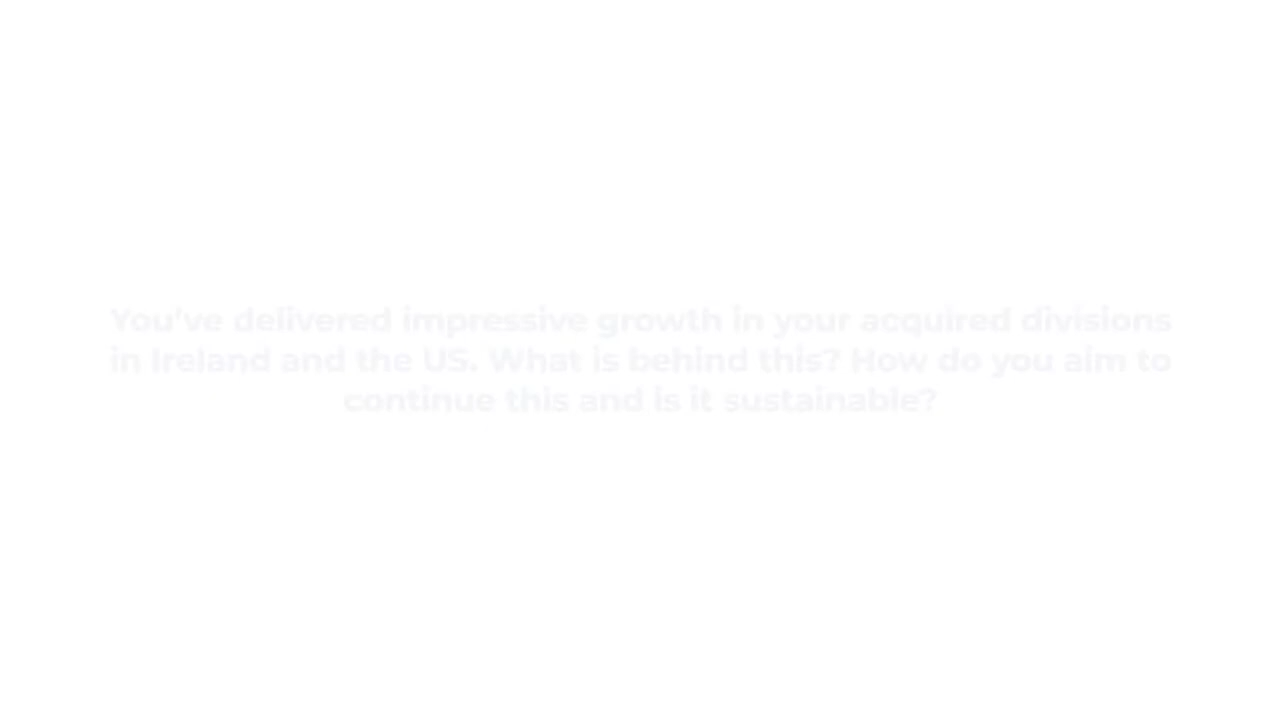 You've delivered impressive growth in your acquired divisions
in Ireland and the US. What is behind this? How do you aim to
continue this and is it sustainable?